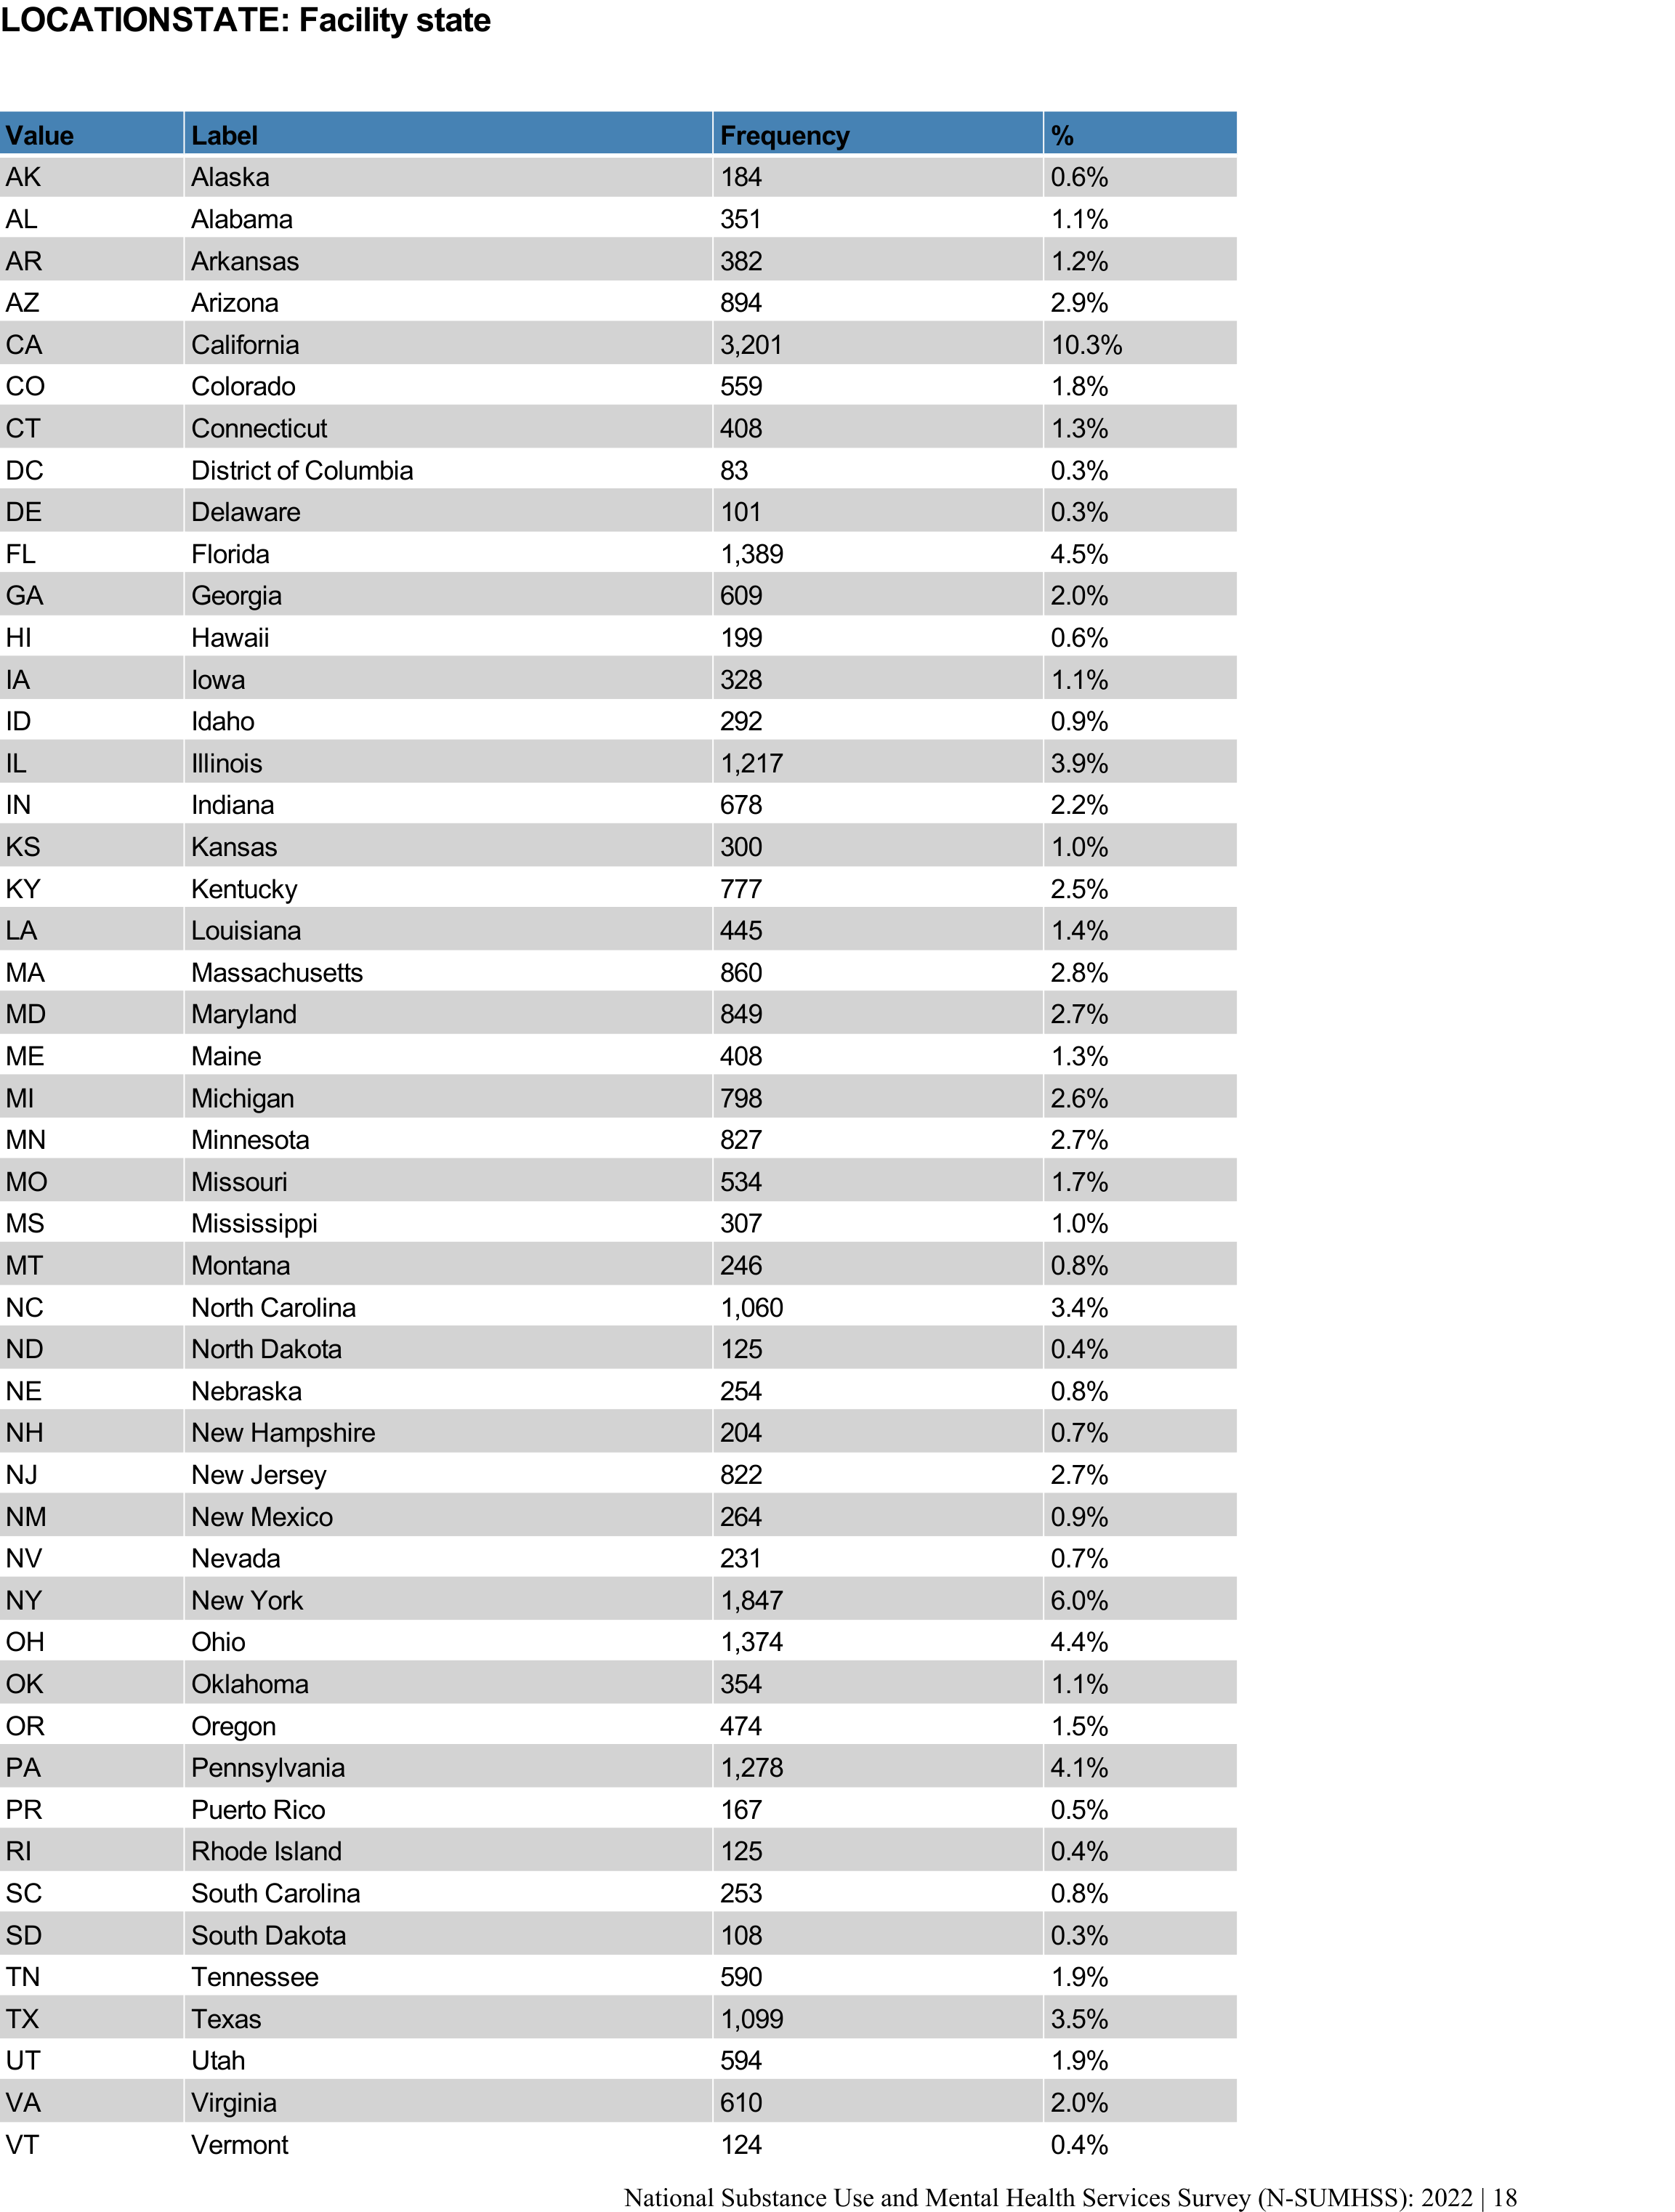 LOCATIONSTATE: Facility state
Value Label Frequency %
AK Alaska 184 0.6%
AL Alabama 351 1.1%
AR Arkansas 382 1.2%
AZ Arizona 894 2.9%
CA California 3,201 10.3%
CO Colorado 559 1.8%
CT Connecticut 408 1.3%
DC District of Columbia 83 0.3%
DE Delaware 101 0.3%
FL Florida 1,389 4.5%
GA Georgia 609 2.0%
HI Hawaii 199 0.6%
IA Iowa 328 1.1%
ID Idaho 292 0.9%
IL Illinois 1,217 3.9%
IN Indiana 678 2.2%
KS Kansas 300 1.0%
KY Kentucky 777 2.5%
LA Louisiana 445 1.4%
MA Massachusetts 860 2.8%
MD Maryland 849 2.7%
ME Maine 408 1.3%
MI Michigan 798 2.6%
MN Minnesota 827 2.7%
MO Missouri 534 1.7%
MS Mississippi 307 1.0%
MT Montana 246 0.8%
NC North Carolina 1,060 3.4%
ND North Dakota 125 0.4%
NE Nebraska 254 0.8%
NH New Hampshire 204 0.7%
NJ New Jersey 822 2.7%
NM New Mexico 264 0.9%
NV Nevada 231 0.7%
NY New York 1,847 6.0%
OH Ohio 1,374 4.4%
OK Oklahoma 354 1.1%
OR Oregon 474 1.5%
PA Pennsylvania 1,278 4.1%
PR Puerto Rico 167 0.5%
RI Rhode Island 125 0.4%
SC South Carolina 253 0.8%
SD South Dakota 108 0.3%
TN Tennessee 590 1.9%
TX Texas 1,099 3.5%
UT Utah 594 1.9%
VA Virginia 610 2.0%
VT Vermont 124 0.4%
National Substance Use and Mental Health Services Survey (N-SUMHSS): 2022 | 18